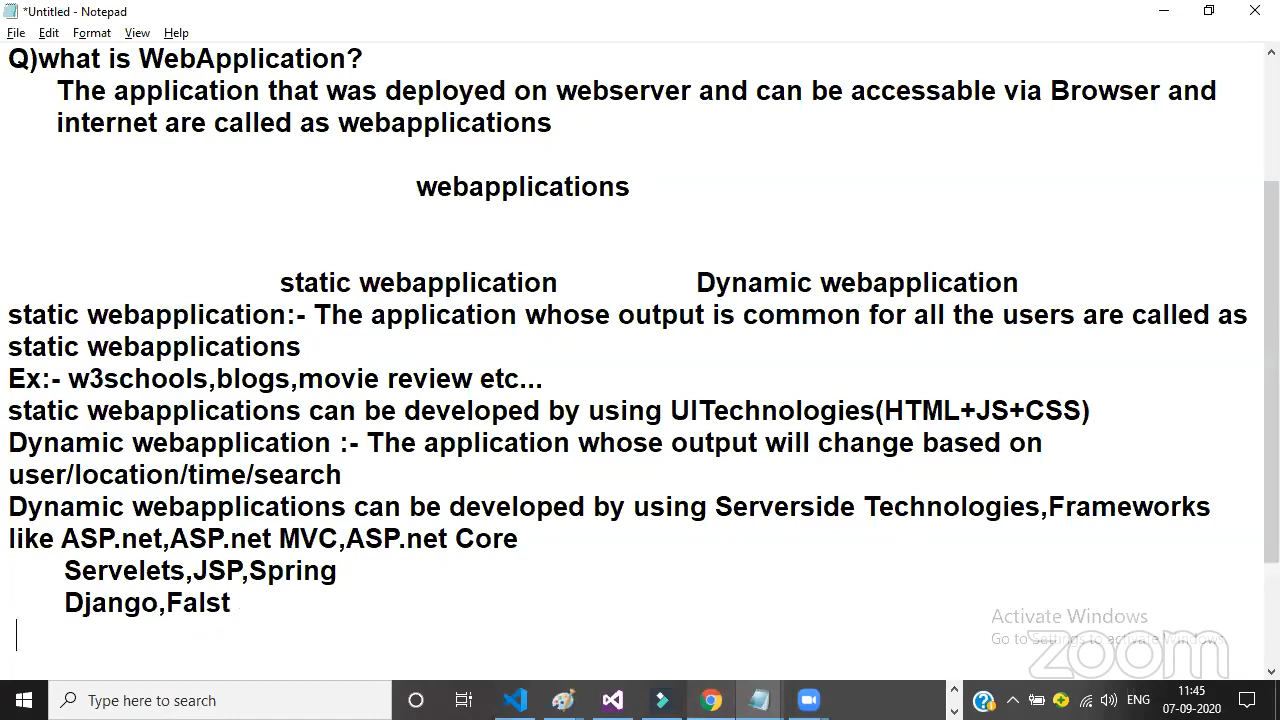 *Untitled - Notepad
File Edit Format View Help
Q)what is WebApplication?
The application that was deployed on webserver and can be accessable via Browser and
internet are called as webapplications
webapplications
static webapplication Dynamic webapplication
static webapplication:- The application whose output is common for all the users are called as
static webapplications
Ex:- w3schools,blogs,movie review etc...
static webapplications can be developed by using UITechnologies(HTML+JS+CSS)
Dynamic webapplication :- The application whose output will change based on
user/location/time/search
Dynamic webapplications can be developed by using Serverside Technologies,Frameworks
like ASP.net,ASP.net MVC,ASP.net Core
Servelets,JSP,Spring
Django,Falst
Activate Windows
Go to Settings to activate Windows.
zoom
Type here to search
ENG
11:45
07-09-2020